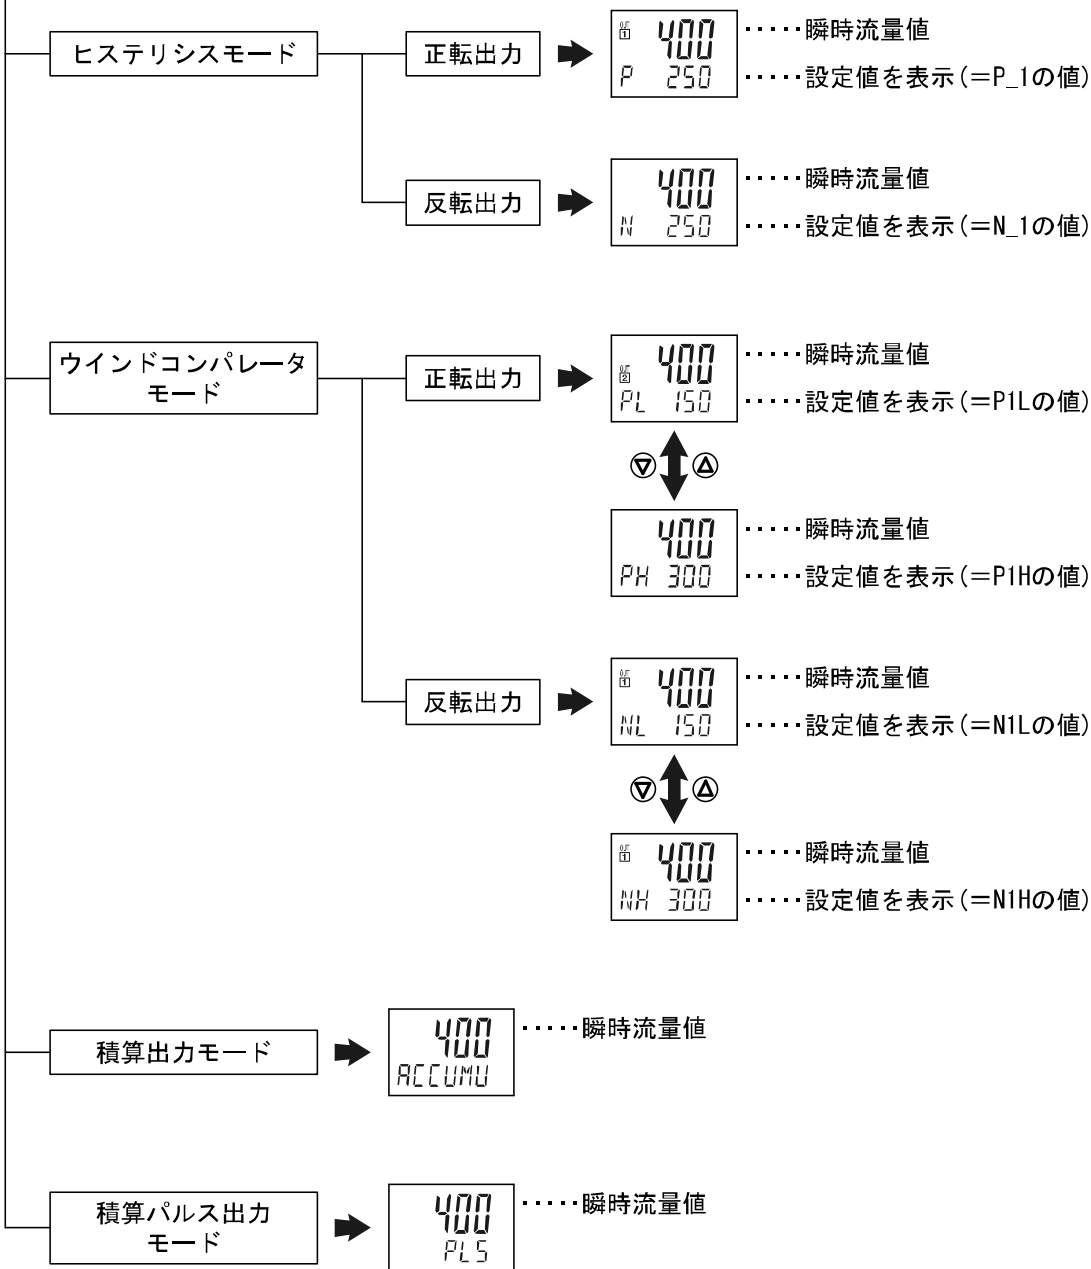 ヒステリシスモード
正転出力
OUT 1
400
P 250
・・・・・瞬時流量値
・・・・・設定値を表示(=P_1の値)
反転出力
400
N 250
・・・・・瞬時流量値
・・・・・設定値を表示(=N_1の値)
ウインドコンパレータ
モード
正転出力
OUT 2
400
PL 150
・・・・・瞬時流量値
・・・・・設定値を表示(=P1Lの値)
▽ △
400
PH 300
・・・・・瞬時流量値
・・・・・設定値を表示(=P1Hの値)
反転出力
OUT 1
400
NL 150
・・・・・瞬時流量値
・・・・・設定値を表示(=N1Lの値)
▽ △
OUT 1
400
NH 300
・・・・・瞬時流量値
・・・・・設定値を表示(=N1Hの値)
積算出力モード
400
ACCUMU
・・・・・瞬時流量値
積算パルス出力
モード
400
PLS
・・・・・瞬時流量値